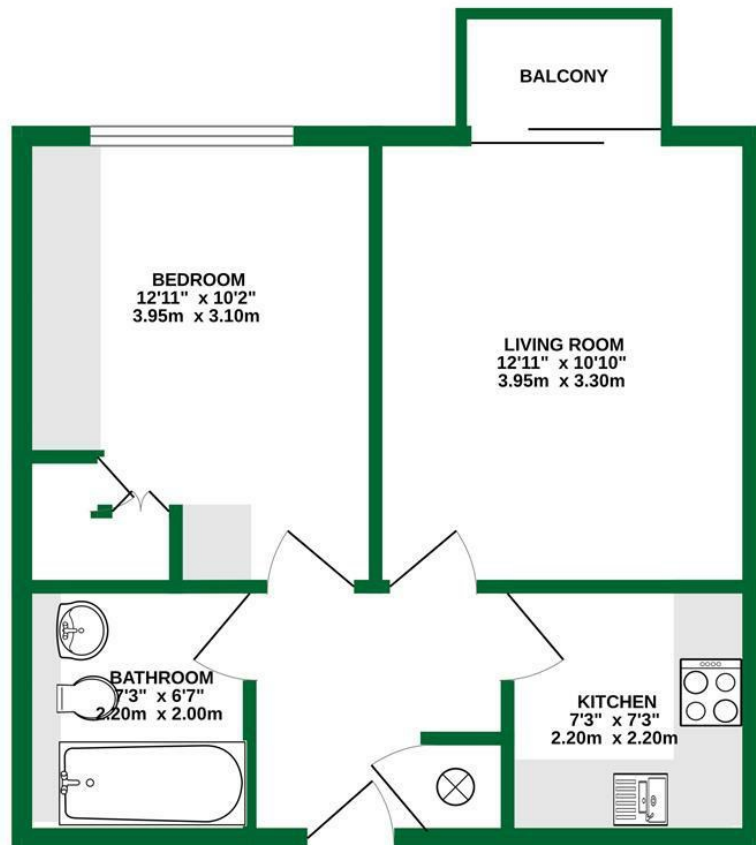 BALCONY
BEDROOM
12'11" x 10'2"
3.95m x 3.10m
LIVING ROOM
12'11" x 10'10"
3.95m x 3.30m
BATHROOM
7'3" x 6'7"
2.20m x 2.00m
KITCHEN
7'3" x 7'3"
2.20m x 2.20m